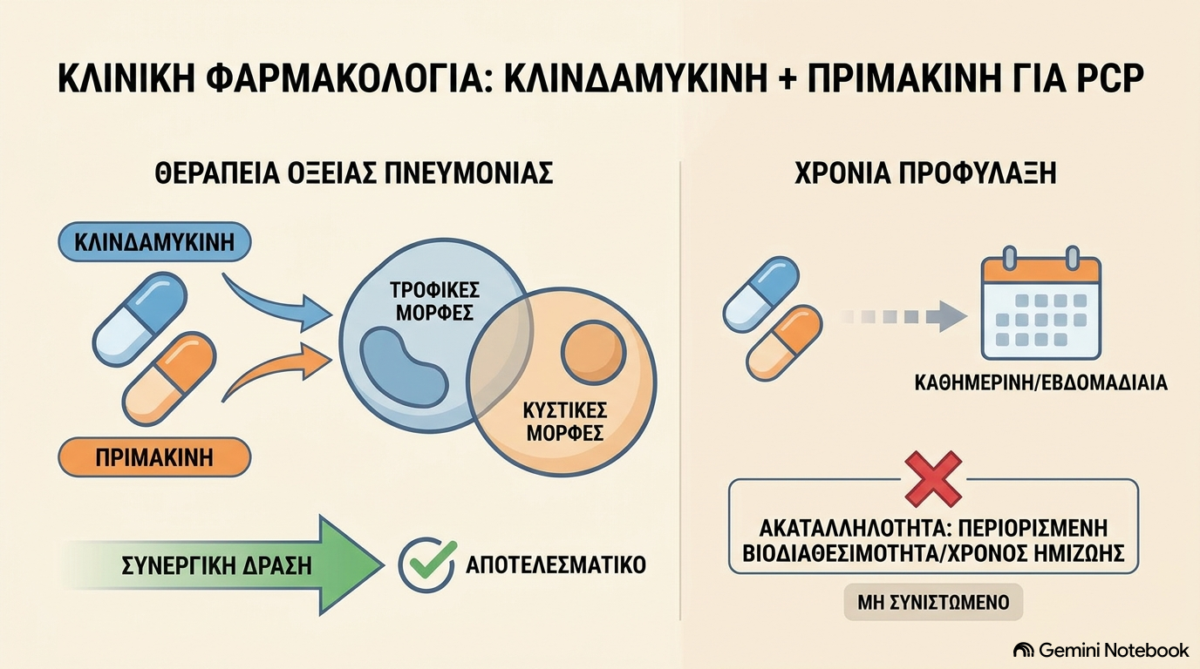 ΚΛΙΝΙΚΗ ΦΑΡΜΑΚΟΛΟΓΙΑ: ΚΛΙΝΔΑΜΥΚΙΝΗ + ΠΡΙΜΑΚΙΝΗ ΓΙΑ PCP
ΘΕΡΑΠΕΙΑ ΟΞΕΙΑΣ ΠΝΕΥΜΟΝΙΑΣ
ΚΛΙΝΔΑΜΥΚΙΝΗ
ΤΡΟΦΙΚΕΣ
ΜΟΡΦΕΣ
ΚΥΣΤΙΚΕΣ
ΜΟΡΦΕΣ
ΠΡΙΜΑΚΙΝΗ
ΣΥΝΕΡΓΙΚΗ ΔΡΑΣΗ
ΑΠΟΤΕΛΕΣΜΑΤΙΚΟ
ΧΡΟΝΙΑ ΠΡΟΦΥΛΑΞΗ
ΚΑΘΗΜΕΡΙΝΗ/ΕΒΔΟΜΑΔΙΑΙΑ
ΑΚΑΤΑΛΛΗΛΟΤΗΤΑ: ΠΕΡΙΟΡΙΣΜΕΝΗ
ΒΙΟΔΙΑΘΕΣΙΜΟΤΗΤΑ/ΧΡΟΝΟΣ ΗΜΙΖΩΗΣ
ΜΗ ΣΥΝΙΣΤΩΜΕΝΟ
Gemini Notebook